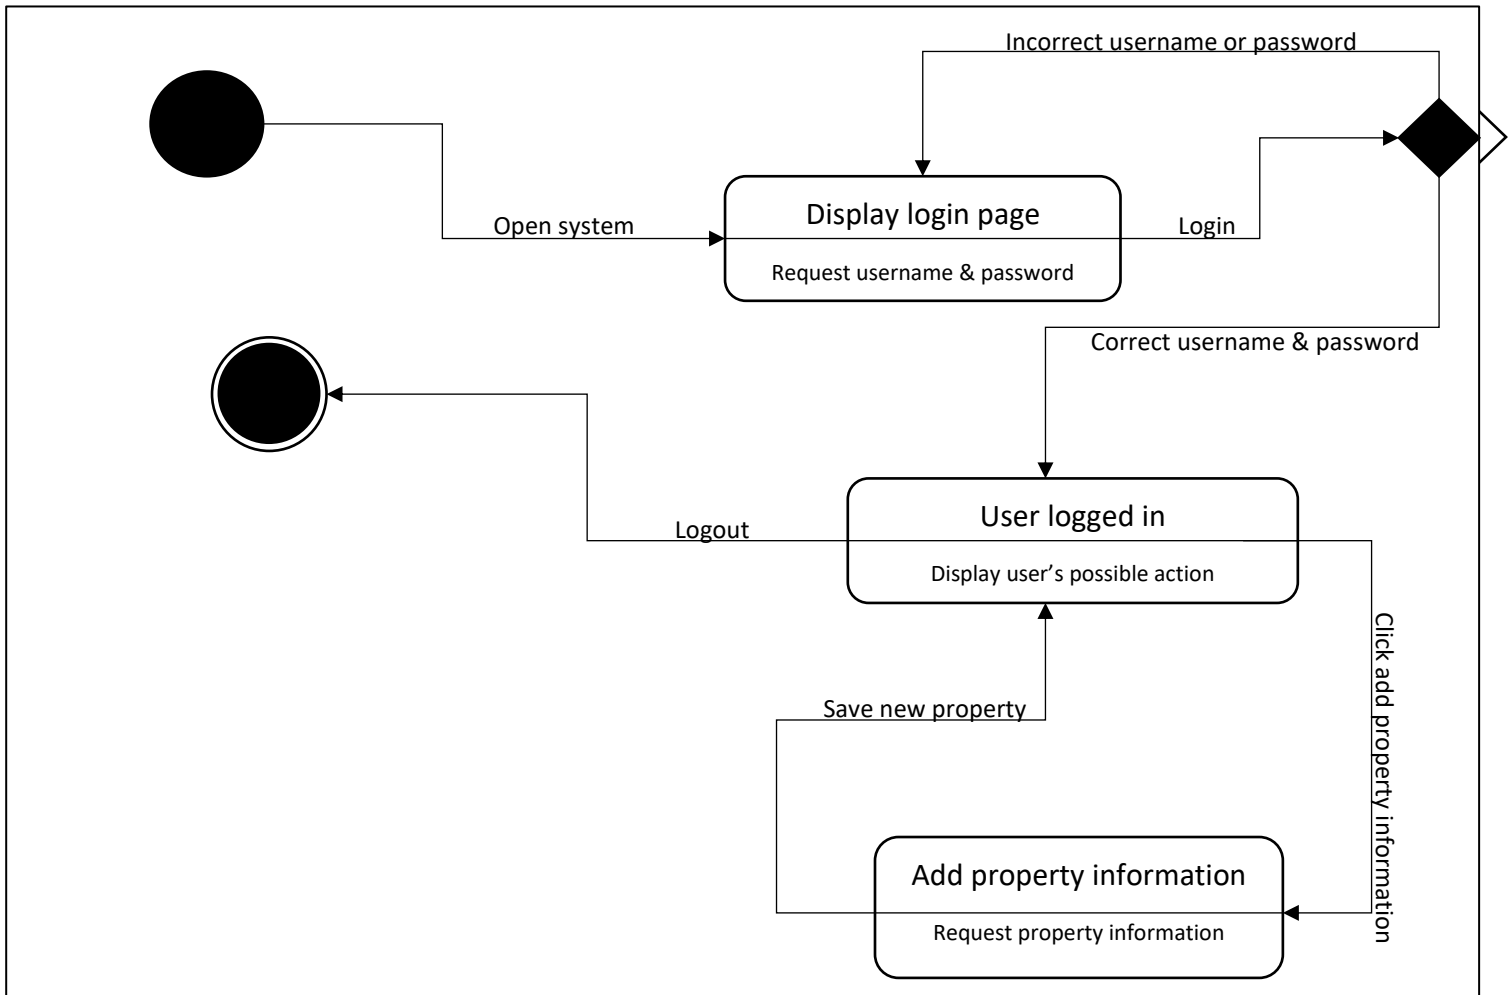 Incorrect username or password
Display login page
Open system
Login
Request username & password
Correct username & password
User logged in
Logout
Display user’s possible action
Click add property information
Save new property
Add property information
Request property information